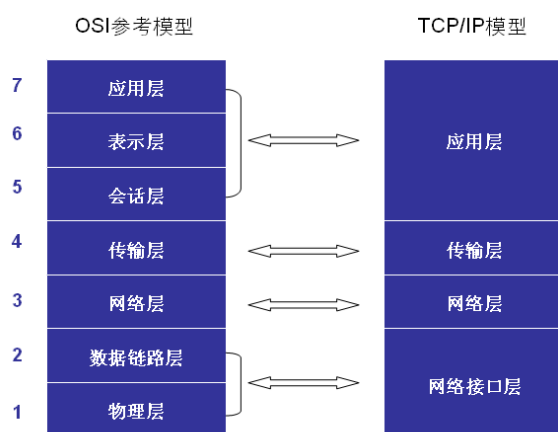 OSI参考模型 TCP/IP模型
7 应用层
6 表示层 应用层
5 会话层
4 传输层 传输层
3 网络层 网络层
2 数据链路层
网络接口层
1 物理层